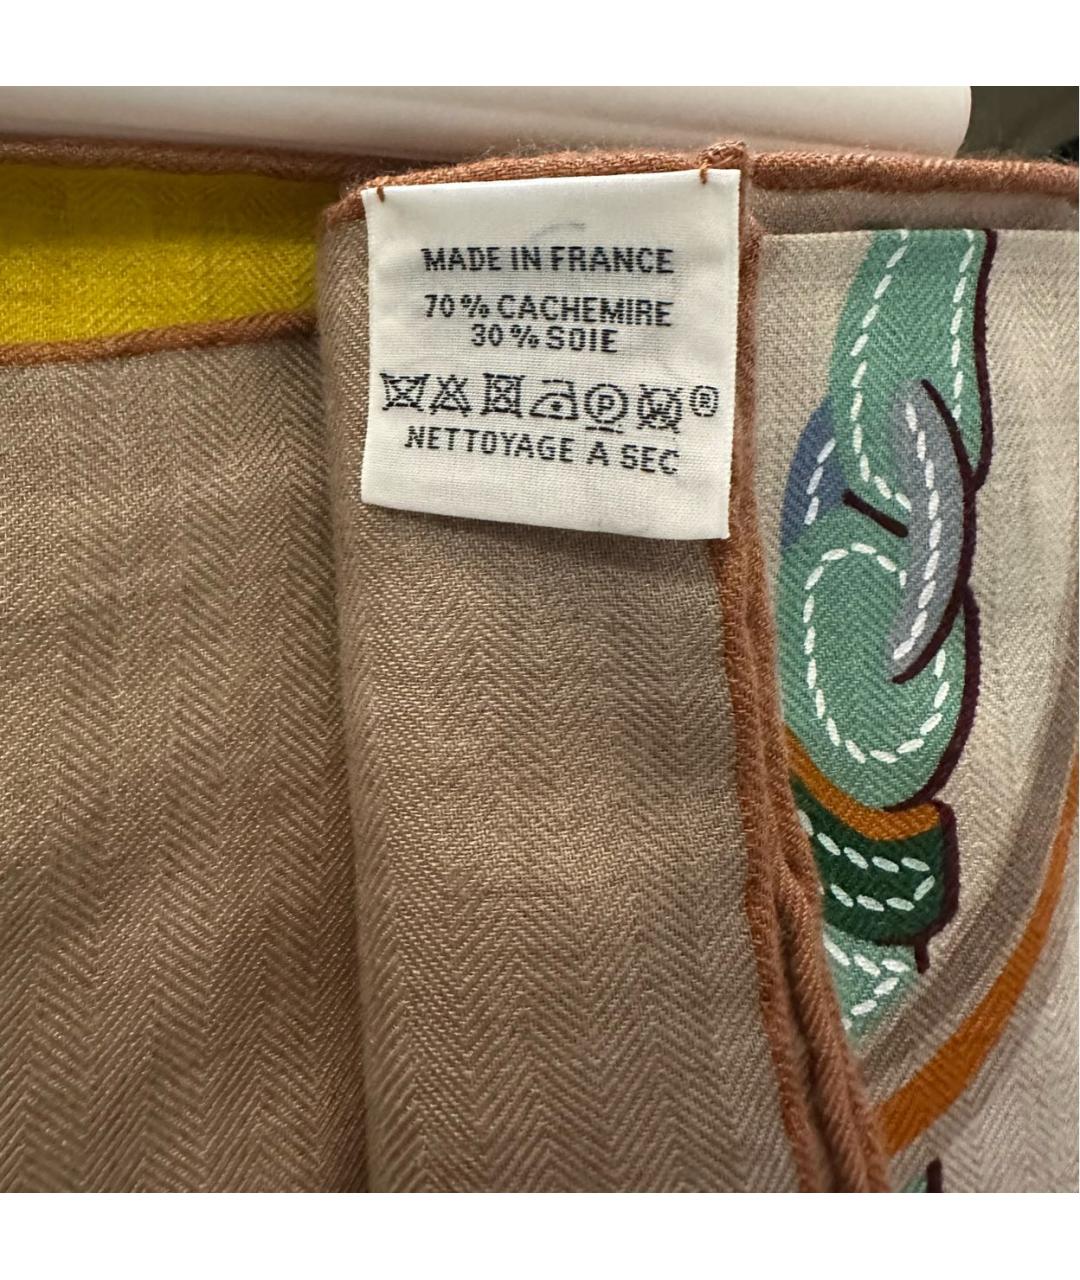 MADE IN FRANCE
70 % CACHEMIRE
30 % SOIE
P ®
NETTOYAGE A SEC